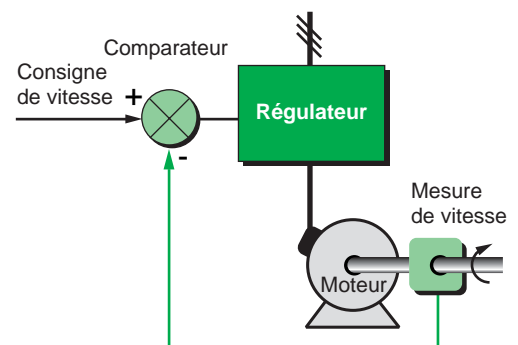 Comparateur
Consigne
de vitesse
+
-
Régulateur
Mesure
de vitesse
Moteur